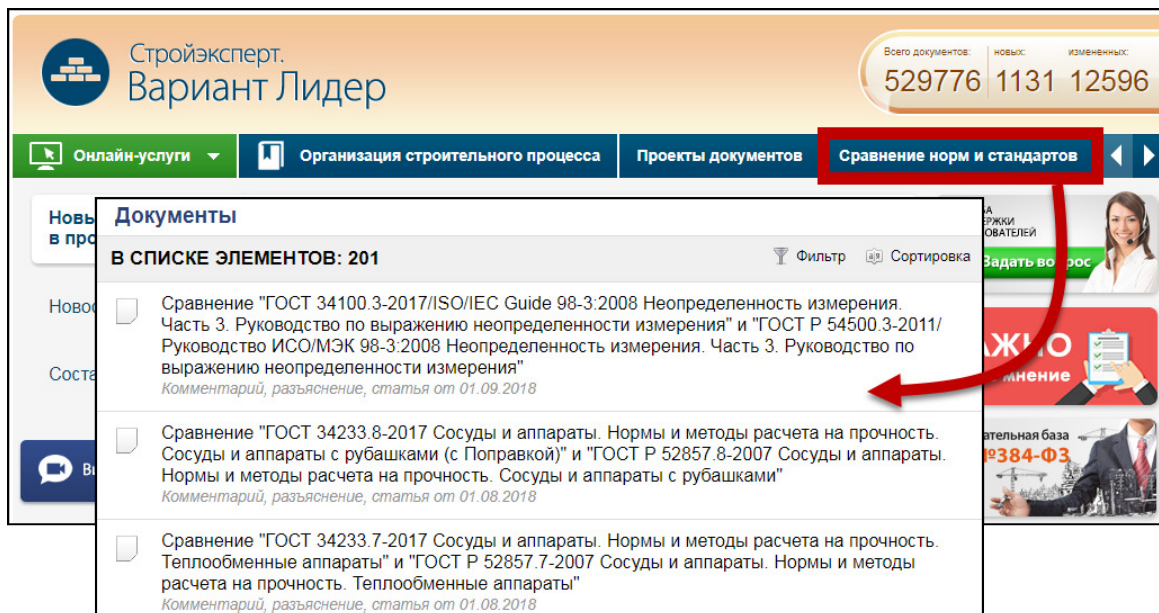 Стройэксперт.
Вариант Лидер
Всего документов: новых: измененных:
529776 1131 12596
Онлайн-услуги
Организация строительного процесса
Проекты документов
Сравнение норм и стандартов
Задать вопрос
Документы
В СПИСКЕ ЭЛЕМЕНТОВ: 201
Фильтр
Сортировка
Сравнение "ГОСТ 34100.3-2017/ISO/IEC Guide 98-3:2008 Неопределенность измерения.
Часть 3. Руководство по выражению неопределенности измерения" и "ГОСТ Р 54500.3-2011/
Руководство ИСО/МЭК 98-3:2008 Неопределенность измерения. Часть 3. Руководство по
выражению неопределенности измерения"
Комментарий, разъяснение, статья от 01.09.2018
Сравнение "ГОСТ 34233.8-2017 Сосуды и аппараты. Нормы и методы расчета на прочность.
Сосуды и аппараты с рубашками (с Поправкой)" и "ГОСТ Р 52857.8-2007 Сосуды и аппараты.
Нормы и методы расчета на прочность. Сосуды и аппараты с рубашками"
Комментарий, разъяснение, статья от 01.08.2018
Сравнение "ГОСТ 34233.7-2017 Сосуды и аппараты. Нормы и методы расчета на прочность.
Теплообменные аппараты" и "ГОСТ Р 52857.7-2007 Сосуды и аппараты. Нормы и методы
расчета на прочность. Теплообменные аппараты"
Комментарий, разъяснение, статья от 01.08.2018
№384-ФЗ